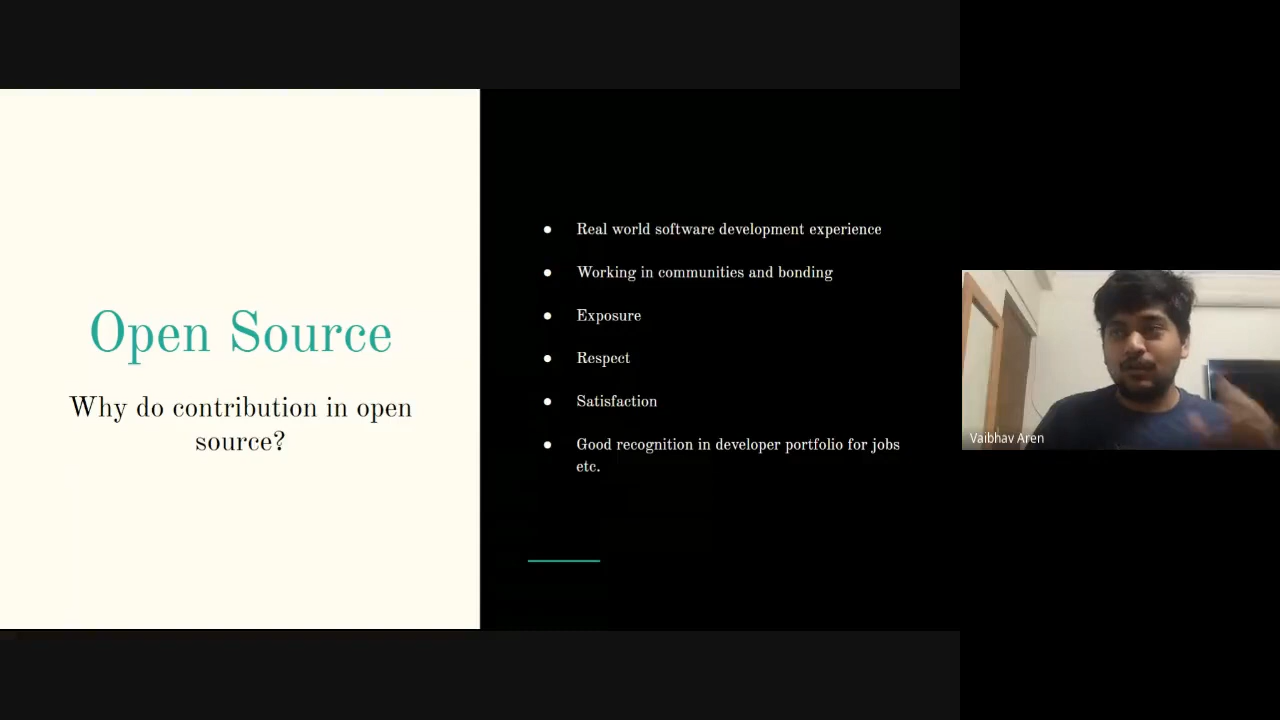 Open Source
Why do contribution in open
source?
● Real world software development experience
● Working in communities and bonding
● Exposure
● Respect
● Satisfaction
● Good recognition in developer portfolio for jobs
etc.
Vaibhav Aren